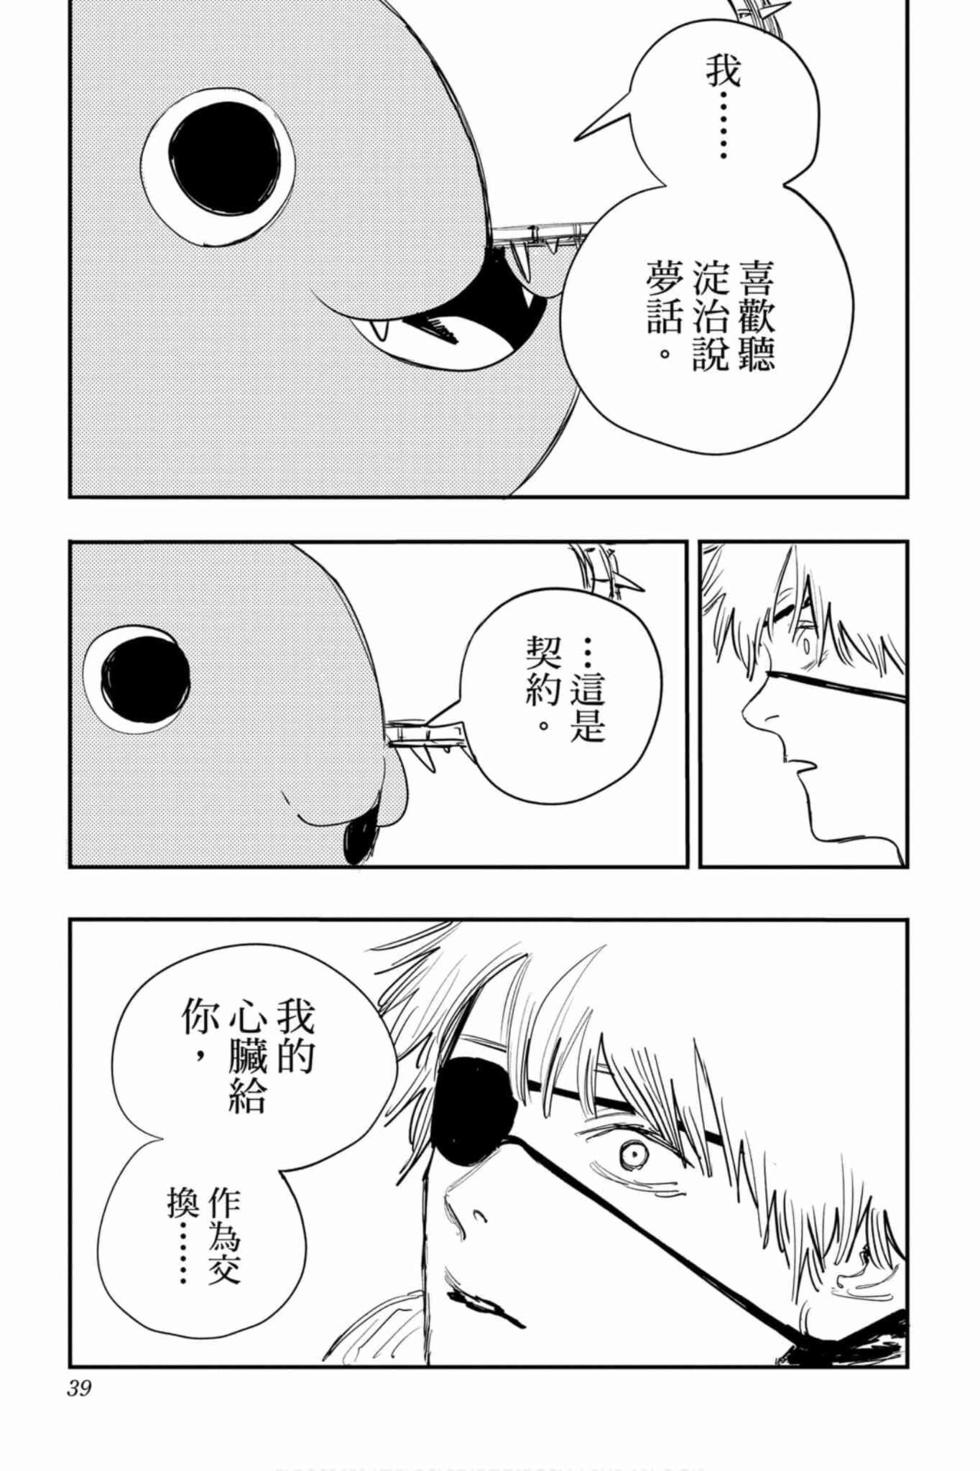 我……
喜歡聽
淀治說
夢話。
…這是
契約。
我的
心臟給
你，
作為交
換……
39